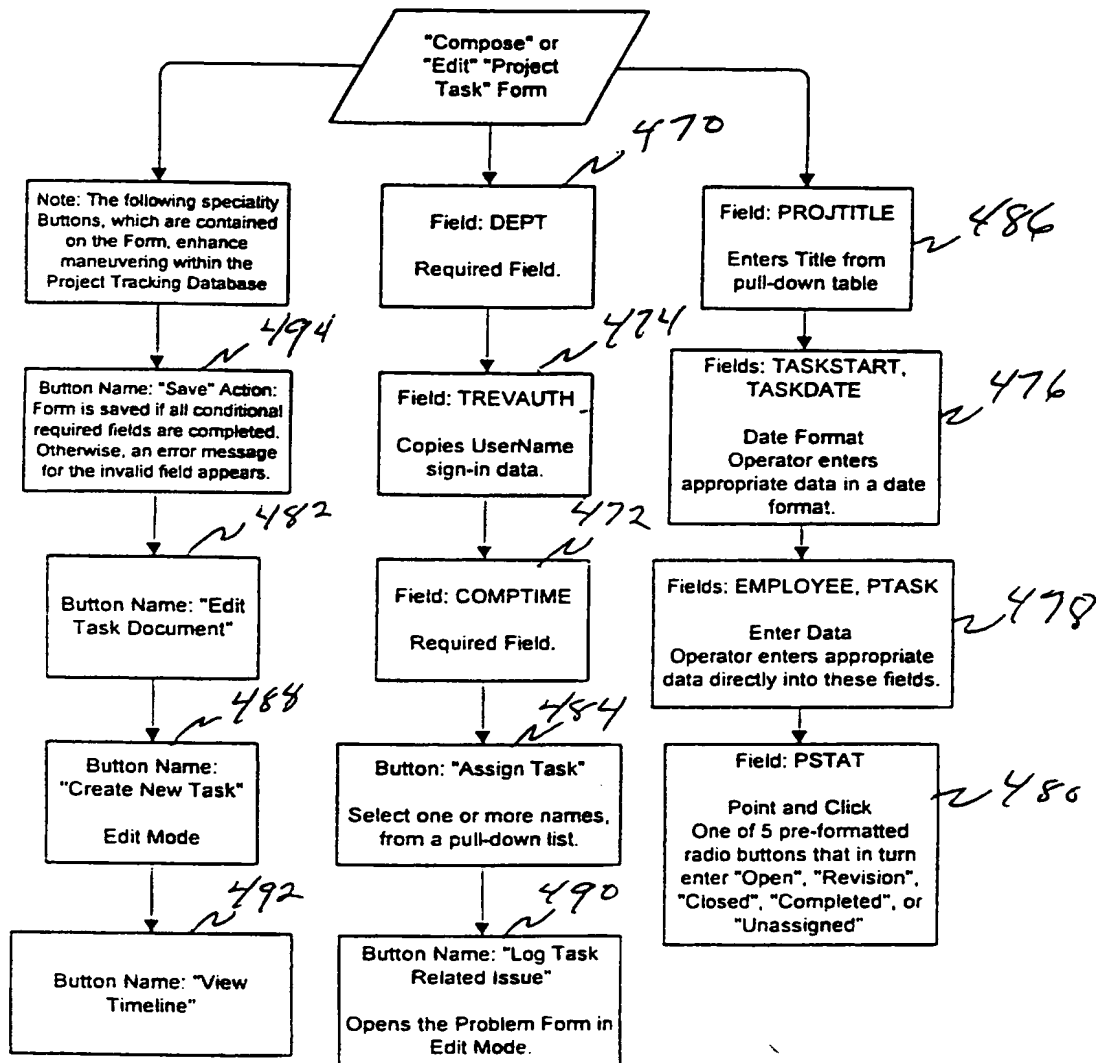 "Compose" or
"Edit" "Project
Task" Form
Note: The following speciality
Buttons, which are contained
on the Form, enhance
maneuvering within the
Project Tracking Database
494
Button Name: "Save" Action:
Form is saved if all conditional
required fields are completed.
Otherwise, an error message
for the invalid field appears.
482
Button Name: "Edit
Task Document"
488
Button Name:
"Create New Task"
Edit Mode
492
Button Name: "View
Timeline"
470
Field: DEPT
Required Field.
474
Field: TREVAUTH
Copies UserName
sign-in data.
472
Field: COMPTIME
Required Field.
484
Button: "Assign Task"
Select one or more names,
from a pull-down list.
490
Button Name: "Log Task
Related Issue"
Opens the Problem Form in
Edit Mode.
Field: PROJTITLE
Enters Title from
pull-down table
486
Fields: TASKSTART,
TASKDATE
Date Format
Operator enters
appropriate data in a date
format.
476
Fields: EMPLOYEE, PTASK
Enter Data
Operator enters appropriate
data directly into these fields.
478
Field: PSTAT
Point and Click
One of 5 pre-formatted
radio buttons that in turn
enter "Open", "Revision",
"Closed", "Completed", or
"Unassigned"
480